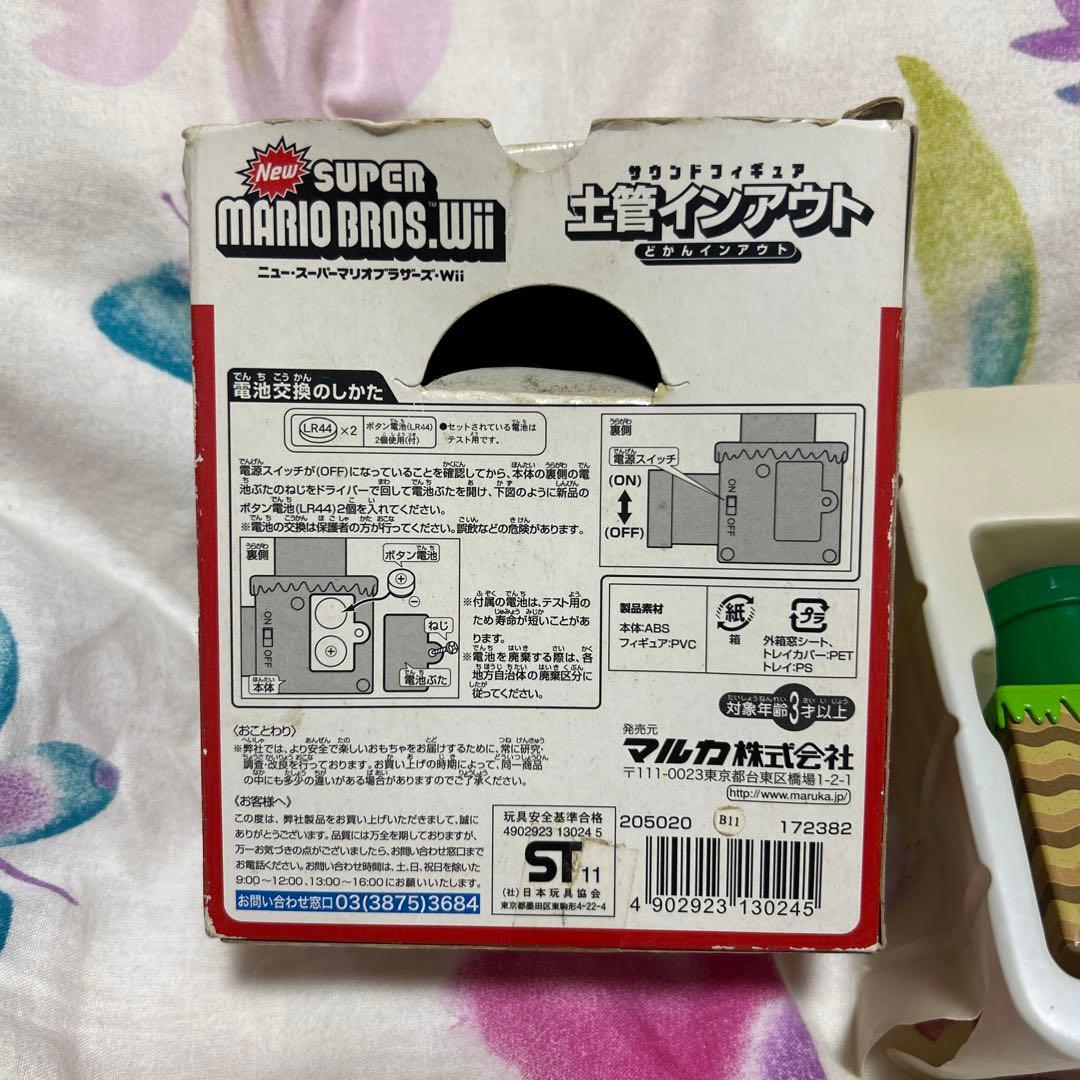 New SUPER
MARIO BROS.™Wii
ニュー・スーパーマリオブラザーズ・Wii
サウンドフィギュア
土管インアウト
どかんインアウト
電池交換のしかた
LR44 ×2
ボタン電池(LR44)
2個使用(付)
●セットされている電池は
テスト用です。
電源スイッチが(OFF)になっていることを確認してから、本体の裏側の電
池ぶたのねじをドライバーで回して電池ぶたを開け、下図のように新品の
ボタン電池(LR44)2個を入れてください。
※電池の交換は保護者の方が行ってください。誤飲などの危険があります。
裏側
電源スイッチ
(ON)
(OFF)
ON
OFF
裏側
ボタン電池
ON
OFF
ねじ
本体
電池ぶた
※付属の電池は、テスト用の
ため寿命が短いことがあ
ります。
※電池を廃棄する際は、各
地方自治体の廃棄区分に
従ってください。
製品素材
本体:ABS
フィギュア:PVC
紙
箱
プラ
外箱窓シート、
トレイカバー:PET
トレイ:PS
対象年齢3才以上
〈おことわり〉
※弊社では、より安全で楽しいおもちゃをお届けするために、常に研究・
調査・改良を行っております。お買い上げの時期によって、同一商品
の中にも多少の違いがある場合がありますのでご了承ください。
発売元
マルカ株式会社
〒111-0023東京都台東区橋場1-2-1
http://www.maruka.jp/
〈お客様へ〉
この度は、弊社製品をお買い上げいただきまして、誠に
ありがとうございます。品質には万全を期しておりますが、
万一お気づきの点がございましたら、お問い合わせ窓口まで
お電話ください。お問い合わせ時間は、土、日、祝日を除いた
9:00〜12:00、13:00〜16:00にお願いいたします。
お問い合わせ窓口 03(3875)3684
玩具安全基準合格
4902923 13024 5
ST 11
(社)日本玩具協会
東京都墨田区東駒形4-22-4
205020 B11 172382
4 902923 130245